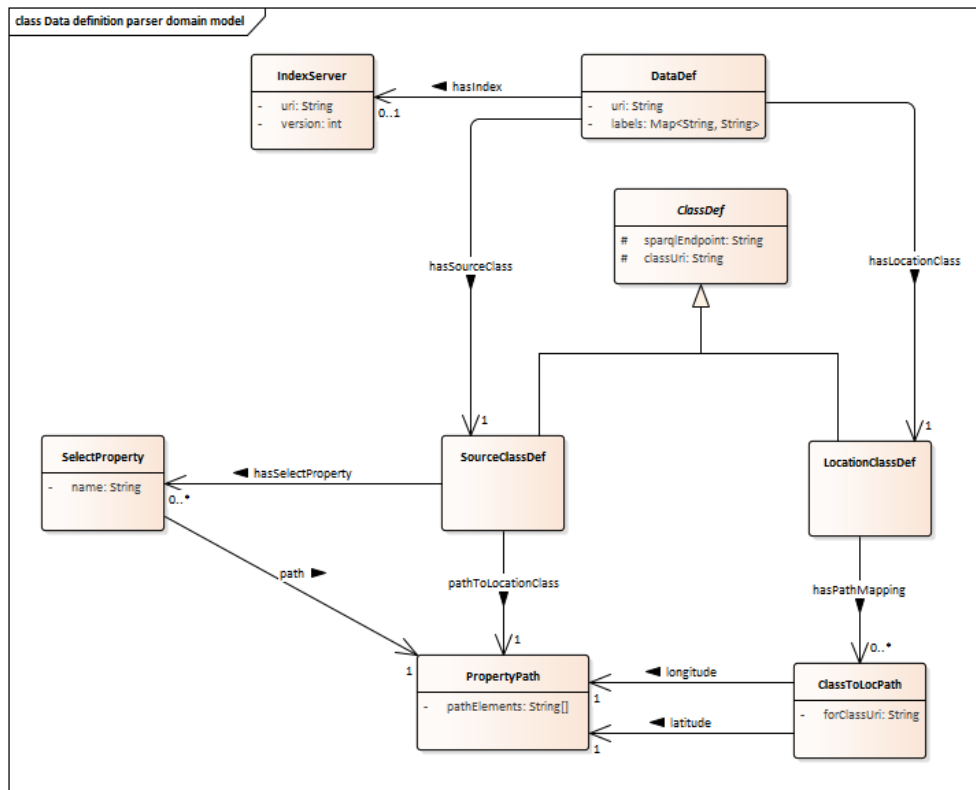 class Data definition parser domain model
IndexServer
- uri: String
- version: int
hasIndex
0..1
DataDef
- uri: String
- labels: Map<String, String>
ClassDef
# sparqlEndpoint: String
# classUri: String
hasSourceClass
hasLocationClass
1
1
SelectProperty
- name: String
hasSelectProperty
0..*
SourceClassDef
LocationClassDef
path
pathToLocationClass
hasPathMapping
1
1
0..*
PropertyPath
- pathElements: String[]
longitude
1
latitude
1
ClassToLocPath
- forClassUri: String